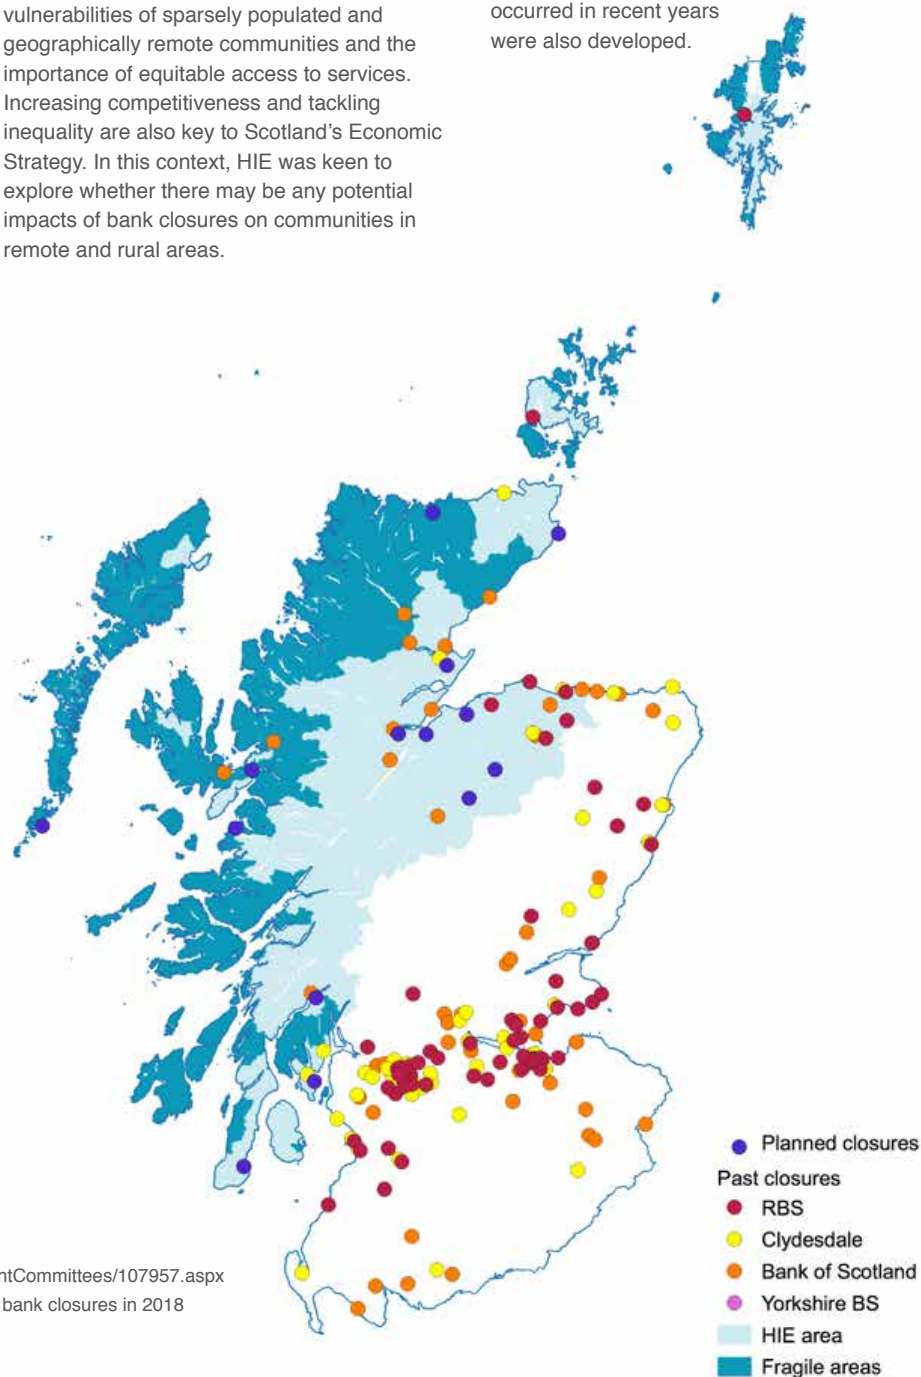 vulnerabilities of sparsely populated and
geographically remote communities and the
importance of equitable access to services.
Increasing competitiveness and tackling
inequality are also key to Scotland's Economic
Strategy. In this context, HIE was keen to
explore whether there may be any potential
impacts of bank closures on communities in
remote and rural areas.
occurred in recent years
were also developed.
Planned closures
Past closures
RBS
Clydesdale
Bank of Scotland
Yorkshire BS
HIE area
Fragile areas
ntCommittees/107957.aspx
bank closures in 2018